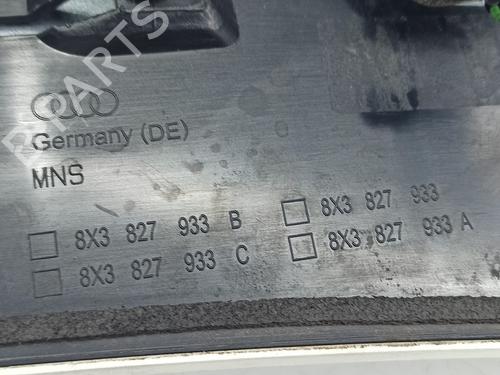 B-PARTS
Germany (DE)
MNS
8X3 827 933 B
8X3 827 933
8X3 827 933 C
8X3 827 933 A